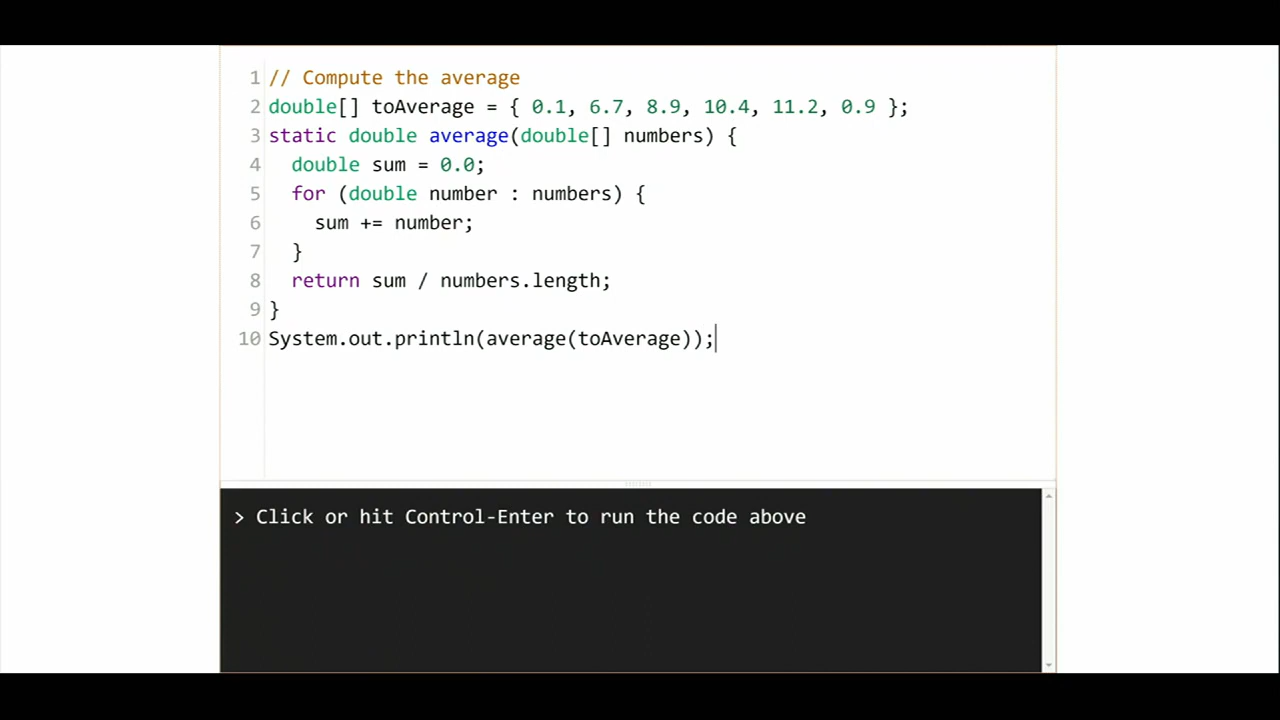 1 // Compute the average
2 double[] toAverage = { 0.1, 6.7, 8.9, 10.4, 11.2, 0.9 };
3 static double average(double[] numbers) {
4   double sum = 0.0;
5   for (double number : numbers) {
6     sum += number;
7   }
8   return sum / numbers.length;
9 }
10 System.out.println(average(toAverage));
> Click or hit Control-Enter to run the code above